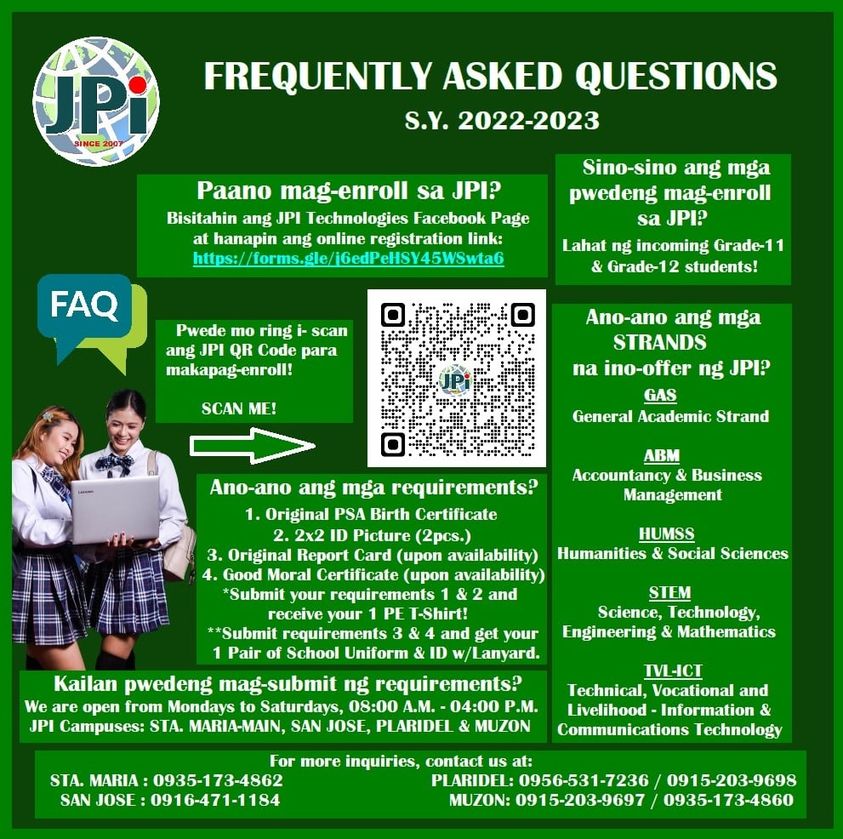 JPi
SINCE 2007
FREQUENTLY ASKED QUESTIONS
S.Y. 2022-2023
Paano mag-enroll sa JPI?
Bisitahin ang JPI Technologies Facebook Page
at hanapin ang online registration link:
https://forms.gle/j6edPeHSY45WSwta6
Sino-sino ang mga
pwedeng mag-enroll
sa JPI?
Lahat ng incoming Grade-11
& Grade-12 students!
FAQ
Pwede mo ring i- scan
ang JPI QR Code para
makapag-enroll!
SCAN ME!
JPi
Ano-ano ang mga requirements?
1. Original PSA Birth Certificate
2. 2x2 ID Picture (2pcs.)
3. Original Report Card (upon availability)
4. Good Moral Certificate (upon availability)
*Submit your requirements 1 & 2 and
receive your 1 PE T-Shirt!
**Submit requirements 3 & 4 and get your
1 Pair of School Uniform & ID w/Lanyard.
Ano-ano ang mga
STRANDS
na ino-offer ng JPI?
GAS
General Academic Strand
ABM
Accountancy & Business
Management
HUMSS
Humanities & Social Sciences
STEM
Science, Technology,
Engineering & Mathematics
TVL-ICT
Technical, Vocational and
Livelihood - Information &
Communications Technology
Kailan pwedeng mag-submit ng requirements?
We are open from Mondays to Saturdays, 08:00 A.M. - 04:00 P.M.
JPI Campuses: STA. MARIA-MAIN, SAN JOSE, PLARIDEL & MUZON
For more inquiries, contact us at:
STA. MARIA : 0935-173-4862
SAN JOSE : 0916-471-1184
PLARIDEL: 0956-531-7236 / 0915-203-9698
MUZON: 0915-203-9697 / 0935-173-4860